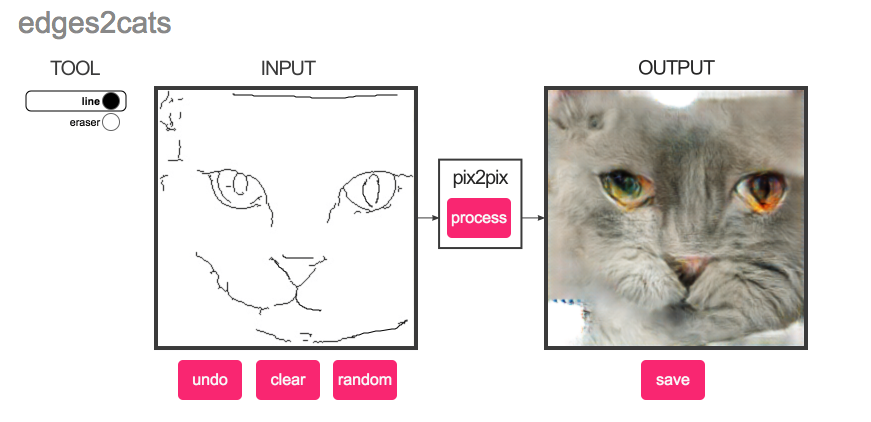 edges2cats
TOOL
INPUT
OUTPUT
line
eraser
pix2pix
process
undo
clear
random
save